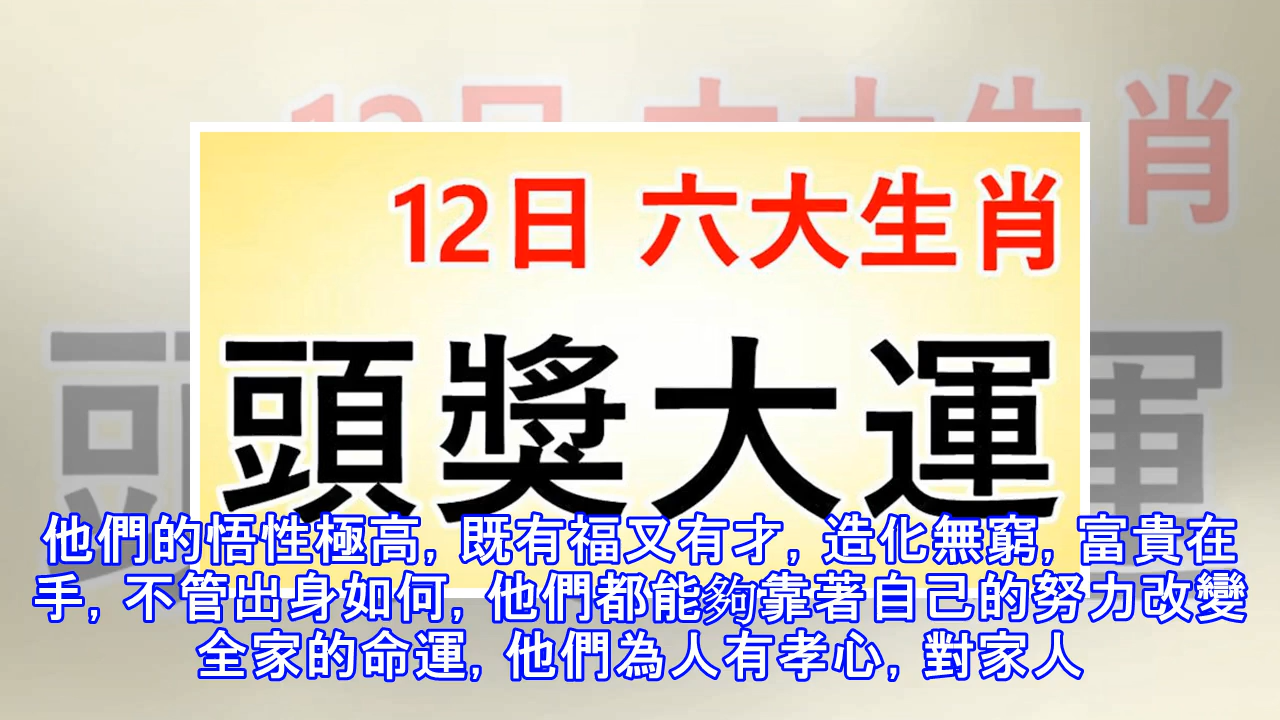 12日 六大生肖
頭獎大運
他們的悟性極高, 既有福又有才, 造化無窮, 富貴在
手, 不管出身如何, 他們都能夠靠著自己的努力改變
全家的命運, 他們為人有孝心, 對家人